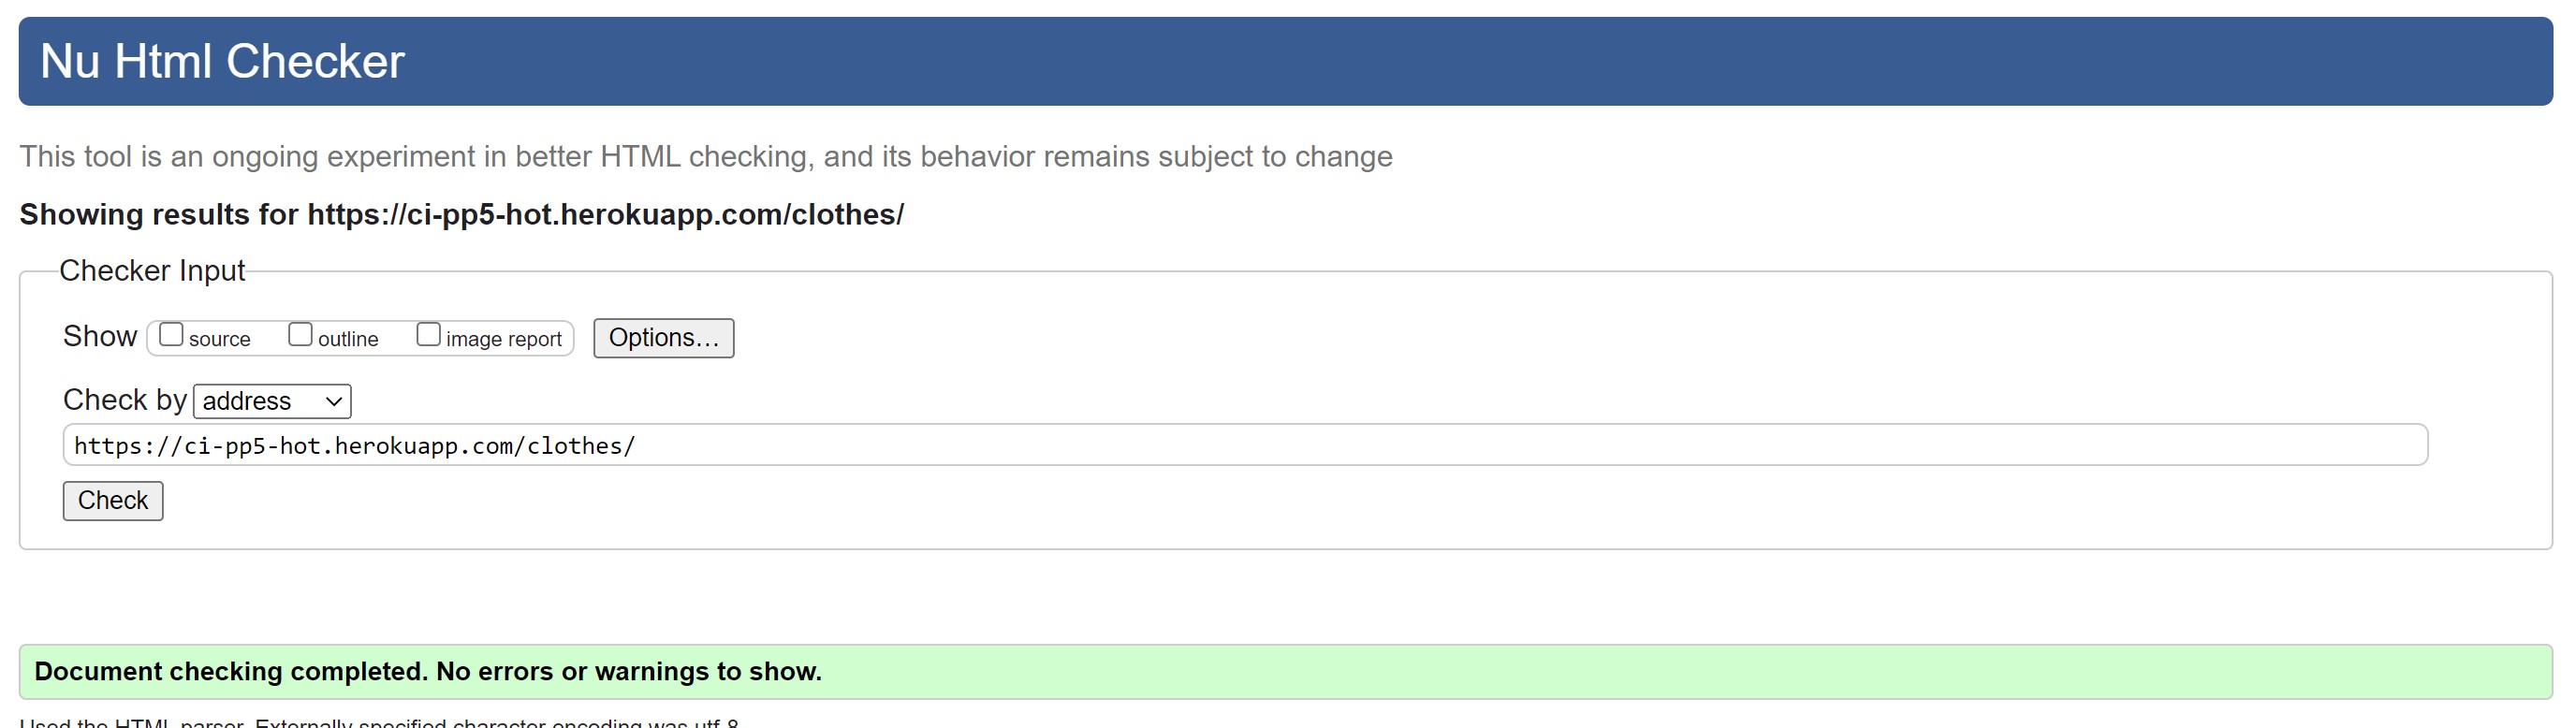 Nu Html Checker
This tool is an ongoing experiment in better HTML checking, and its behavior remains subject to change
Showing results for https://ci-pp5-hot.herokuapp.com/clothes/
Checker Input
Show source outline image report Options...
Check by address
https://ci-pp5-hot.herokuapp.com/clothes/
Check
Document checking completed. No errors or warnings to show.
Used the HTML parser. Externally specified character encoding was utf-8.